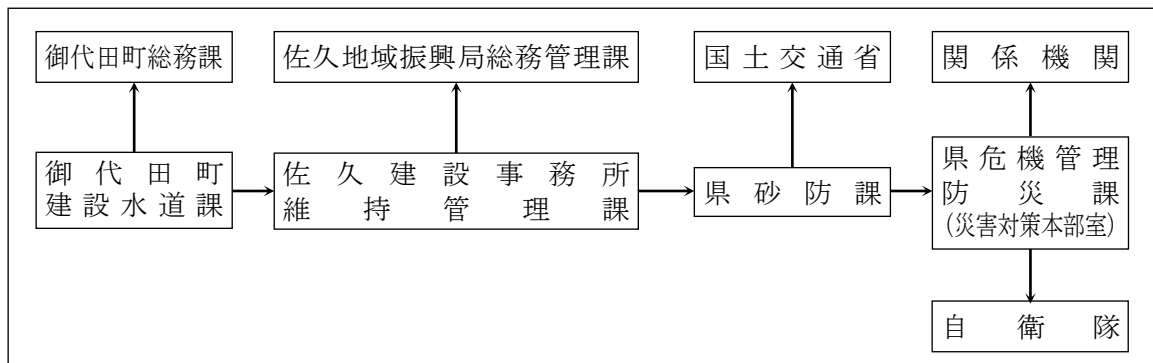 御代田町総務課
佐久地域振興局総務管理課
国土交通省
関係機関
御代田町
建設水道課
佐久建設事務所
維持管理課
県砂防課
県危機管理
防災課
(災害対策本部室)
自衛隊